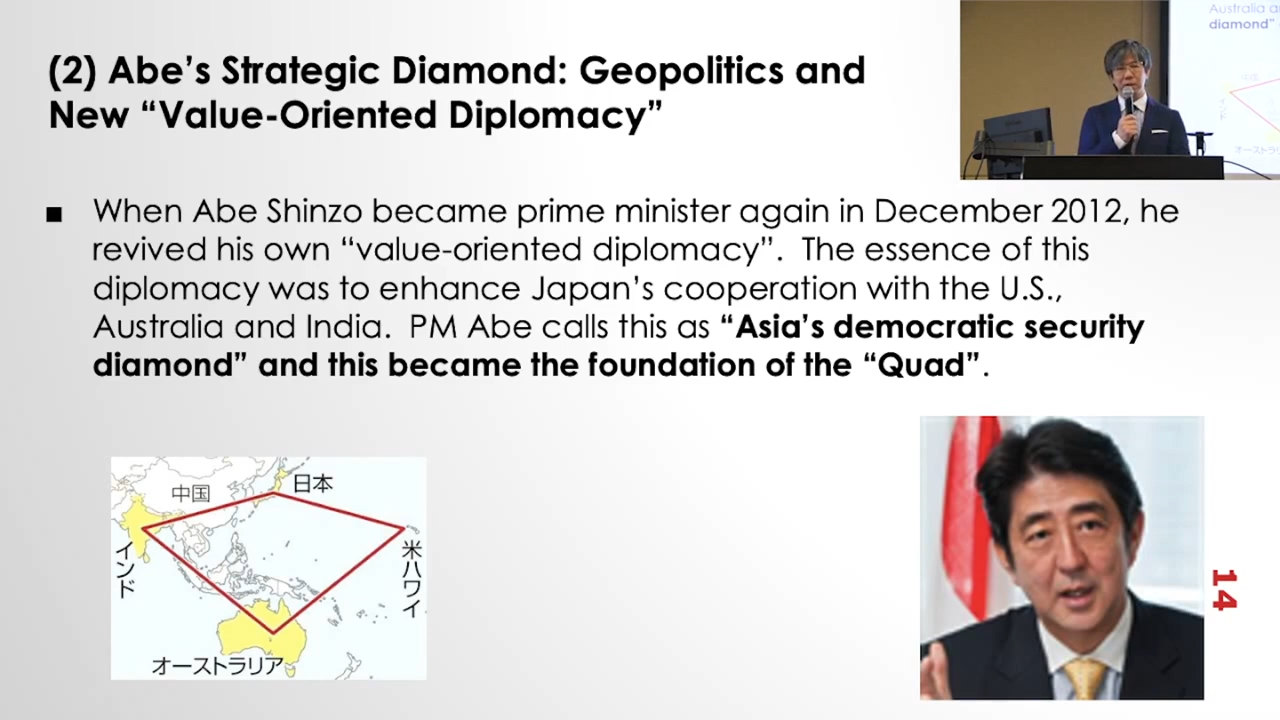 (2) Abe’s Strategic Diamond: Geopolitics and
New “Value-Oriented Diplomacy”
Australia
diamond”
■ When Abe Shinzo became prime minister again in December 2012, he
revived his own “value-oriented diplomacy”. The essence of this
diplomacy was to enhance Japan’s cooperation with the U.S.,
Australia and India. PM Abe calls this as “Asia’s democratic security
diamond” and this became the foundation of the “Quad”.
中国
日本
インド
米ハワイ
オーストラリア
14